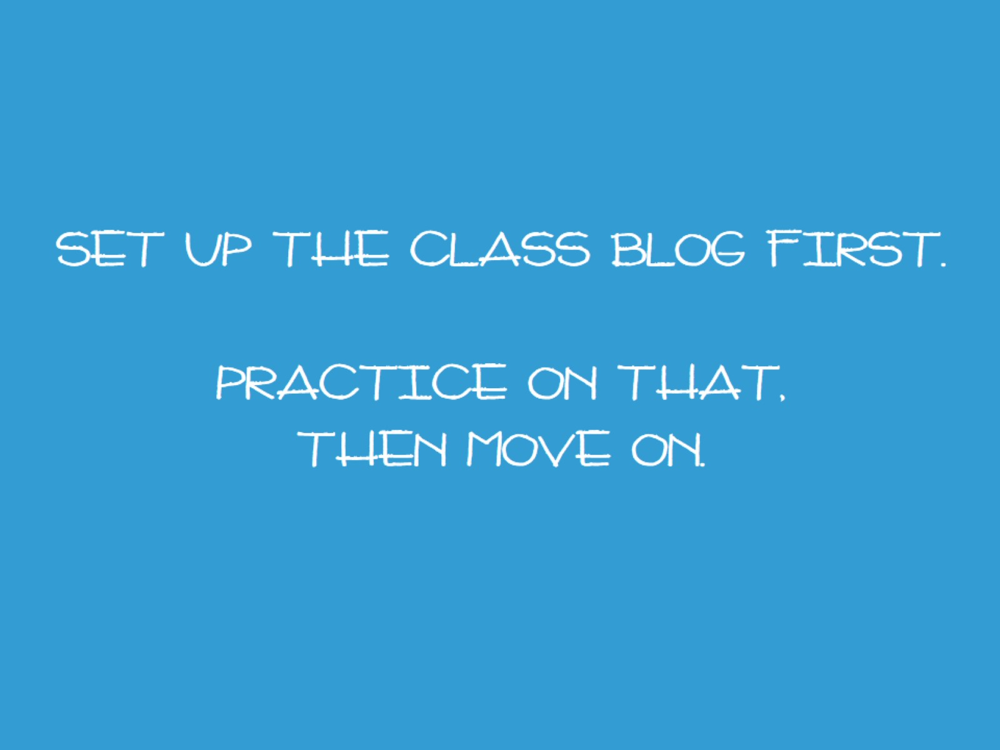 SET UP THE CLASS BLOG FIRST.
PRACTICE ON THAT,
THEN MOVE ON.